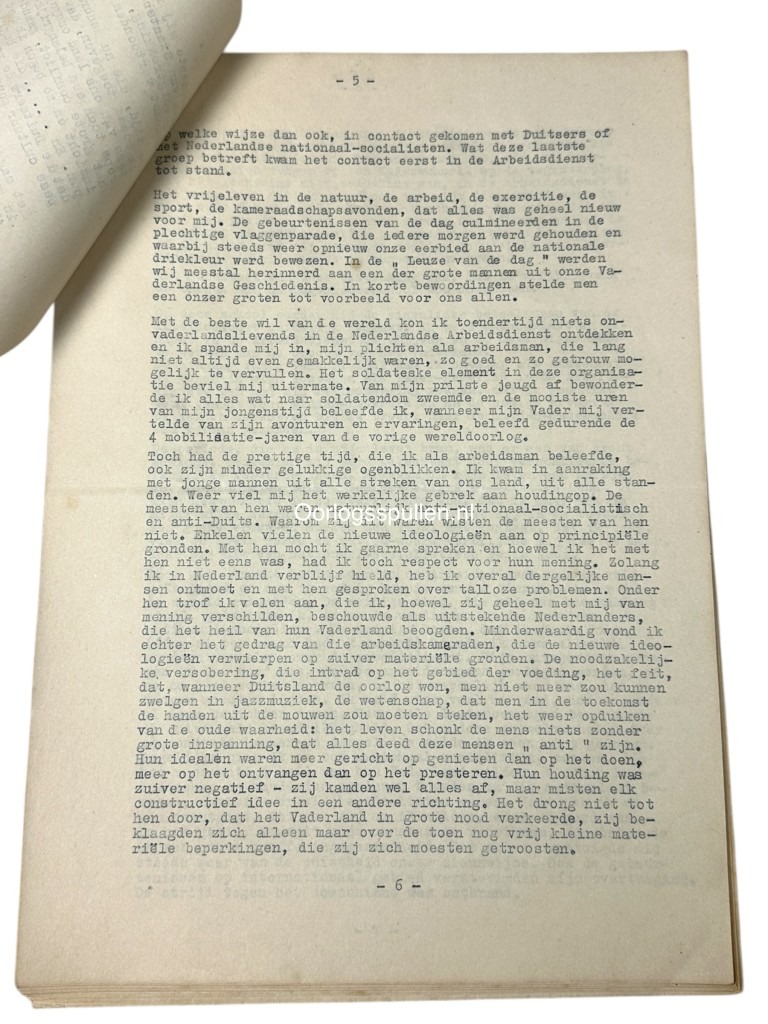 - 5 -
welke wijze dan ook, in contact gekomen met Duitsers of
het Nederlandse nationaal-socialisten. Wat deze laatste
groep betreft kwam het contact eerst in de Arbeidsdienst
tot stand.
Het vrijeleven in de natuur, de arbeid, de exercitie, de
sport, de kameraadschapsavonden, dat alles was geheel nieuw
voor mij. De gebeurtenissen van de dag culmineerden in de
plechtige vlaggenparade, die iedere morgen werd gehouden en
waarbij steeds weer opnieuw onze eerbied aan de nationale
driekleur werd bewezen. In de „ Leuze van de dag " werden
wij meestal herinnerd aan een der grote mannen uit onze Va-
derlandse Geschiedenis. In korte bewoordingen stelde men
een onzer groten tot voorbeeld voor ons allen.
Met de beste wil van de wereld kon ik toendertijd niets on-
vaderlandslievends in de Nederlandse Arbeidsdienst ontdekken
en ik spande mij in, mijn plichten als arbeidsman, die lang
niet altijd even gemakkelijk waren, zo goed en zo getrouw mo-
gelijk te vervullen. Het soldateske element in deze organisa-
tie beviel mij uitermate. Van mijn prilste jeugd af bewonder-
de ik alles wat naar soldatendom zweemde en de mooiste uren
van mijn jongenstijd beleefde ik, wanneer mijn Vader mij ver-
telde van zijn avonturen en ervaringen, beleefd gedurende de
4 mobilisatie-jaren van de vorige wereldoorlog.
Toch had de prettige tijd, die ik als arbeidsman beleefde,
ook zijn minder gelukkige ogenblikken. Ik kwam in aanraking
met jonge mannen uit alle streken van ons land, uit alle stan-
den. Weer viel mij het werkelijke gebrek aan houdingop. De
meesten van hen nationaal-socialistisch
en anti-Duits. Waarom zij dit waren wisten de meesten van hen
niet. Enkelen vielen de nieuwe ideologieën aan op principiële
gronden. Met hen mocht ik gaarne spreken en hoewel ik het met
hen niet eens was, had ik toch respect voor hun mening. Zolang
ik in Nederland verblijf hield, heb ik overal dergelijke men-
sen ontmoet en met hen gesproken over talloze problemen. Onder
hen trof ik velen aan, die ik, hoewel zij geheel met mij van
mening verschilden, beschouwde als uitstekende Nederlanders,
die het heil van hun Vaderland beoogden. Minderwaardig vond ik
echter het gedrag van die arbeidskameraden, die de nieuwe ideo-
logieën verwierpen op zuiver materiële gronden. De noodzakelij-
ke versobering, die intrad op het gebied der voeding, het feit,
dat, wanneer Duitsland de oorlog won, men niet meer zou kunnen
zwelgen in jazzmuziek, de wetenschap, dat men in de toekomst
de handen uit de mouwen zou moeten steken, het weer opduiken
van de oude waarheid: het leven schonk de mens niets zonder
grote inspanning, dat alles deed deze mensen „ anti " zijn.
Hun idealen waren meer gericht op genieten dan op het doen,
meer op het ontvangen dan op het presteren. Hun houding was
zuiver negatief - zij kamden wel alles af, maar misten elk
constructief idee in een andere richting. Het drong niet tot
hen door, dat het Vaderland in grote nood verkeerde, zij be-
klaagden zich alleen maar over de toen nog vrij kleine mate-
riële beperkingen, die zij zich moesten getroosten.
- 6 -
Oorlogsspullen.nl